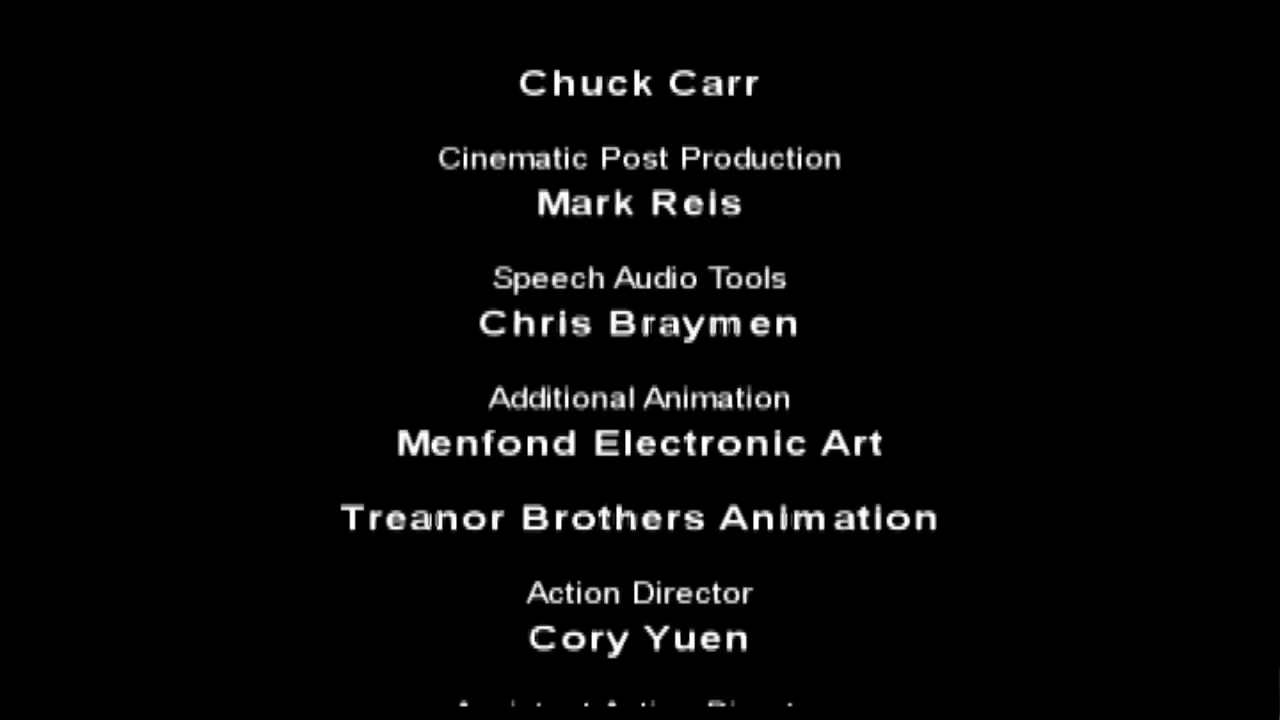 Chuck Carr
Cinematic Post Production
Mark Reis
Speech Audio Tools
Chris Braymen
Additional Animation
Menfond Electronic Art
Treanor Brothers Animation
Action Director
Cory Yuen